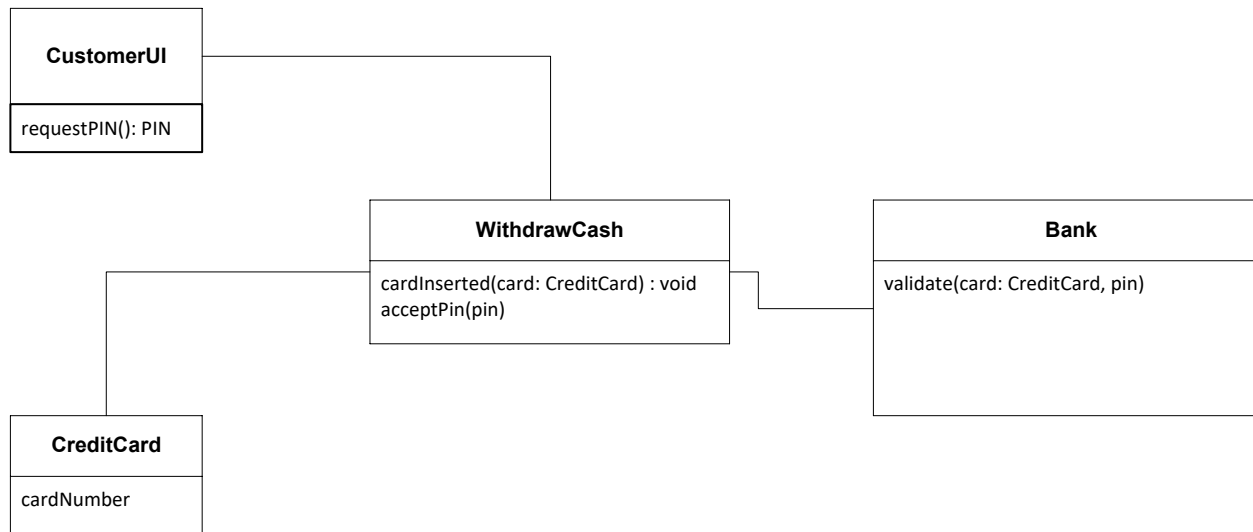 CustomerUI
requestPIN(): PIN
WithdrawCash
cardInserted(card: CreditCard) : void
acceptPin(pin)
Bank
validate(card: CreditCard, pin)
CreditCard
cardNumber